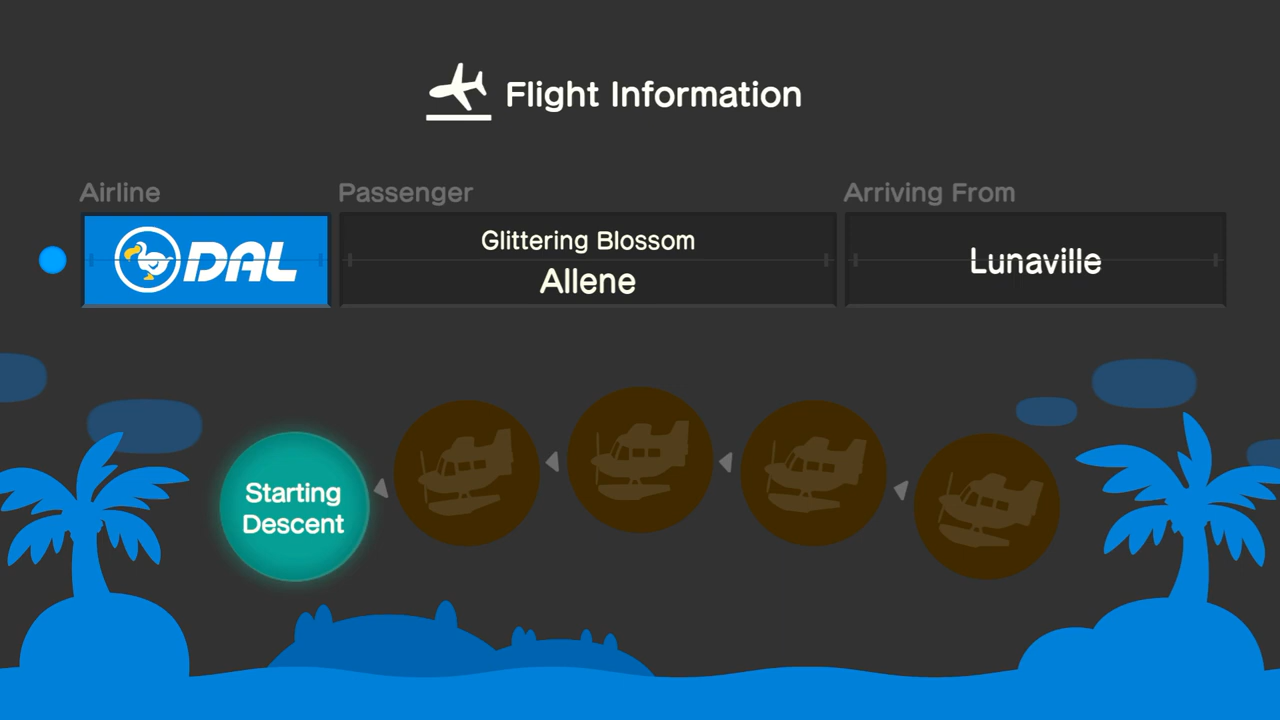 Flight Information
Airline
Passenger
Arriving From
DAL
Glittering Blossom
Allene
Lunaville
Starting
Descent